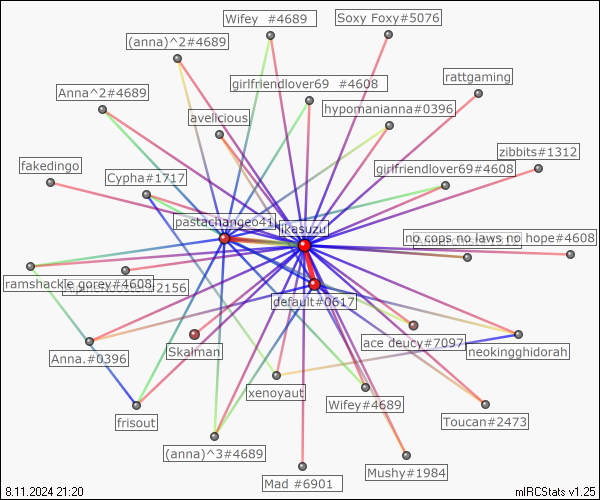 Wifey #4689
Soxy Foxy#5076
(anna)^2#4689
girlfriendlover69 #4608
rattgaming
Anna^2#4689
hypomanianna#0396
avelicious
zibbits#1312
fakedingo
Cypha#1717
girlfriendlover69#4608
pastachange041
likasuzu
no cops no laws no hope#4608
ramshackle gorey#4608
#2156
default#0617
Skalman
ace deucy#7097
neokingghidorah
Anna.#0396
xenoyaut
Wifey#4689
frisout
Toucan#2473
(anna)^3#4689
Mushy#1984
Mad #6901
8.11.2024 21:20
mIRCStats v1.25